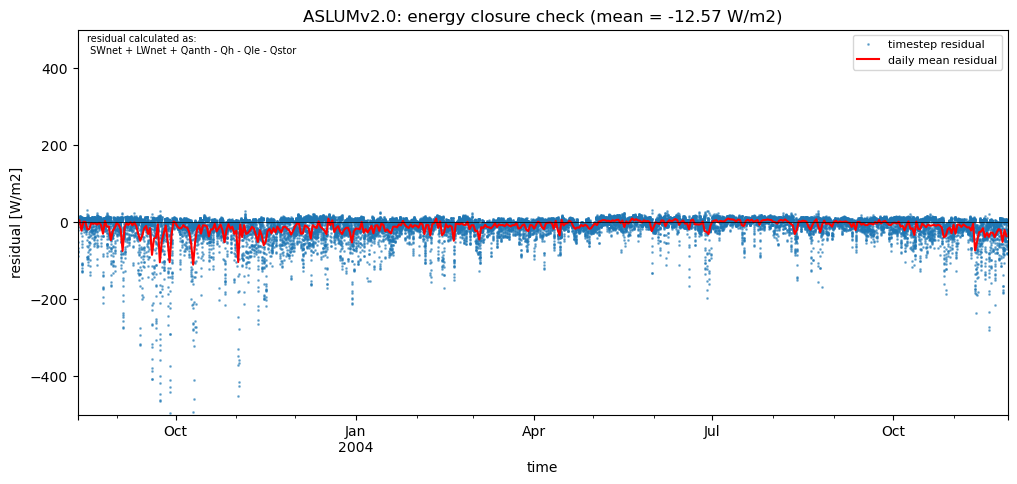 ASLUMv2.0: energy closure check (mean = -12.57 W/m2)
residual calculated as:
SWnet + LWnet + Qanth - Qh - Qle - Qstor
timestep residual
daily mean residual
400
200
0
−200
−400
residual [W/m2]
Oct
Jan
2004
Apr
Jul
Oct
time